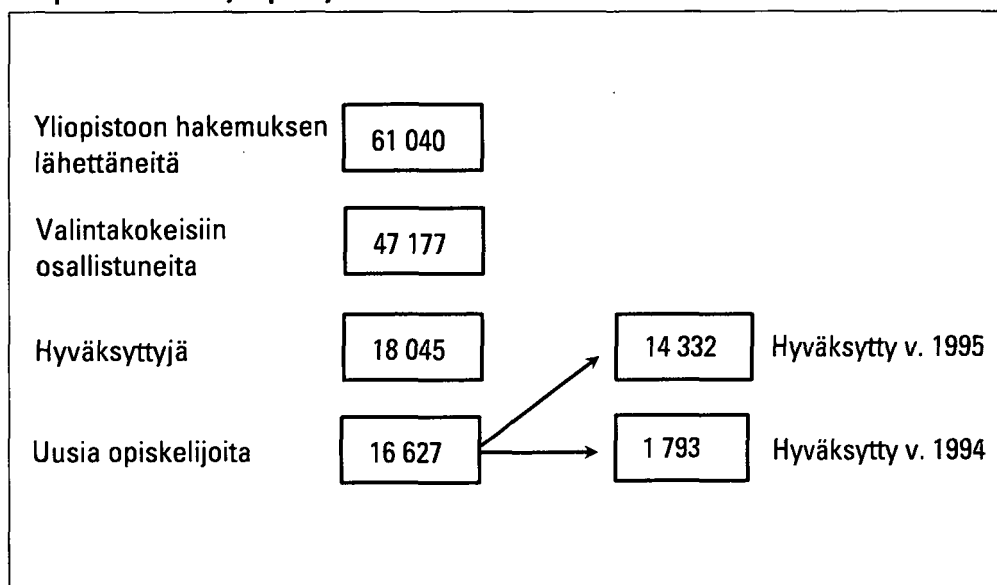 Yliopistoon hakemuksen
lähettäneitä
61 040
Valintakokeisiin
osallistuneita
47 177
Hyväksyttyjä
18 045
14 332
Hyväksytty v. 1995
Uusia opiskelijoita
16 627
1 793
Hyväksytty v. 1994